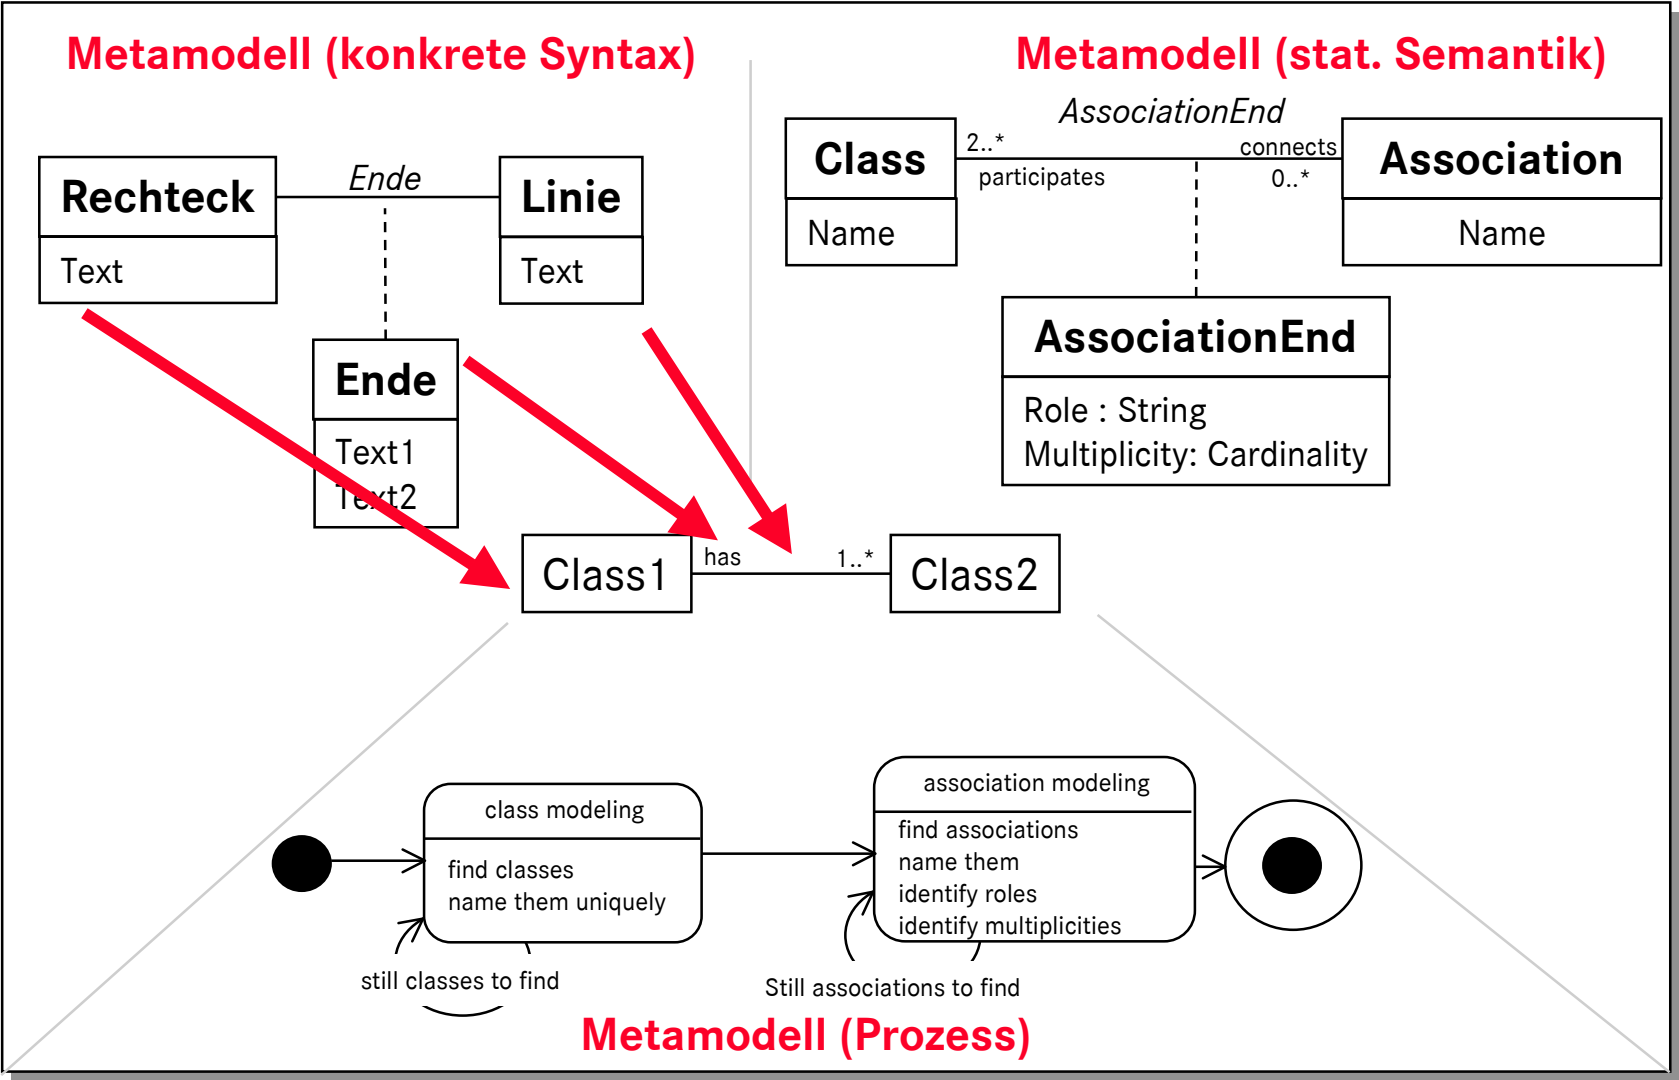 Metamodell (konkrete Syntax)
Rechteck
Text
Ende
Linie
Text
Ende
Text1
Text2
Metamodell (stat. Semantik)
AssociationEnd
Class
Name
2..*
participates
connects
0..*
Association
Name
AssociationEnd
Role : String
Multiplicity: Cardinality
Class1
has
1..*
Class2
class modeling
find classes
name them uniquely
still classes to find
association modeling
find associations
name them
identify roles
identify multiplicities
Still associations to find
Metamodell (Prozess)